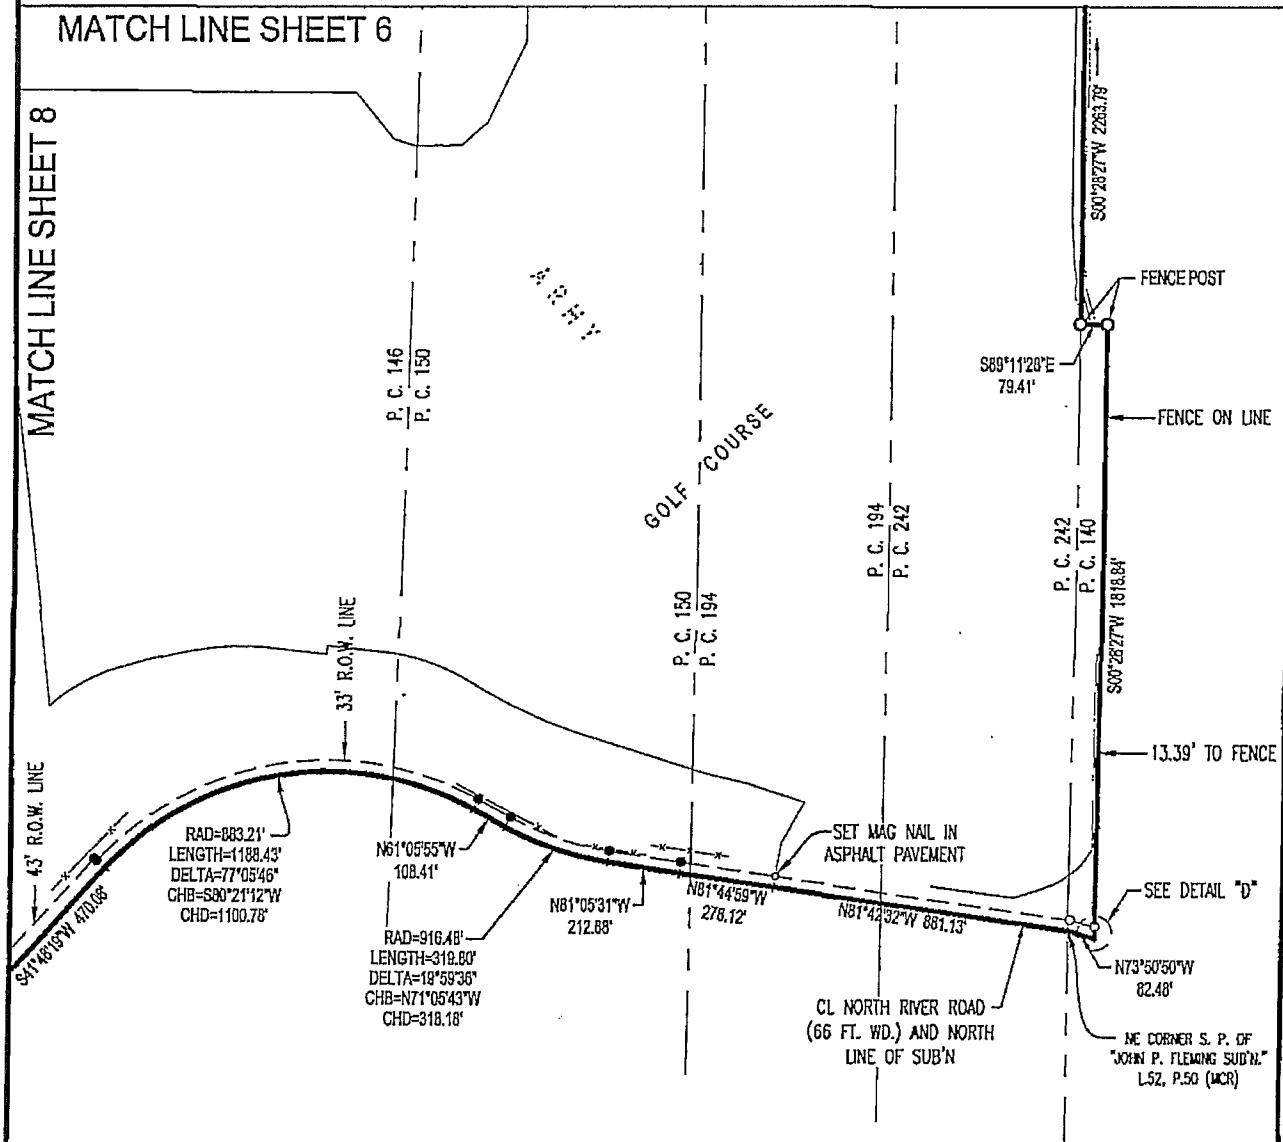 MATCH LINE SHEET 6
MATCH LINE SHEET 8
S00°28'27"W 2263.79'
FENCE POST
S89°11'28"E
79.41'
FENCE ON LINE
ARMY
GOLF COURSE
P. C. 146
P. C. 150
P. C. 150
P. C. 194
P. C. 194
P. C. 242
P. C. 242
P. C. 140
S00°28'27"W 1818.84'
13.39' TO FENCE
33' R.O.W. LINE
43' R.O.W. LINE
S41°48'19"W 470.08'
RAD=883.21'
LENGTH=1188.43'
DELTA=77°05'46"
CHB=S80°21'12"W
CHD=1100.78'
N61°05'55"W
108.41'
RAD=916.48'
LENGTH=319.80'
DELTA=19°59'36"
CHB=N71°05'43"W
CHD=318.18'
N81°05'31"W
212.88'
N81°44'59"W
278.12'
SET MAG NAIL IN
ASPHALT PAVEMENT
N81°42'32"W 881.13'
SEE DETAIL "D"
N73°50'50"W
82.48'
CL NORTH RIVER ROAD
(66 FT. WD.) AND NORTH
LINE OF SUB'N
NE CORNER S. P. OF
"JOHN P. FLEMING SUB'N."
L52, P.50 (MCR)